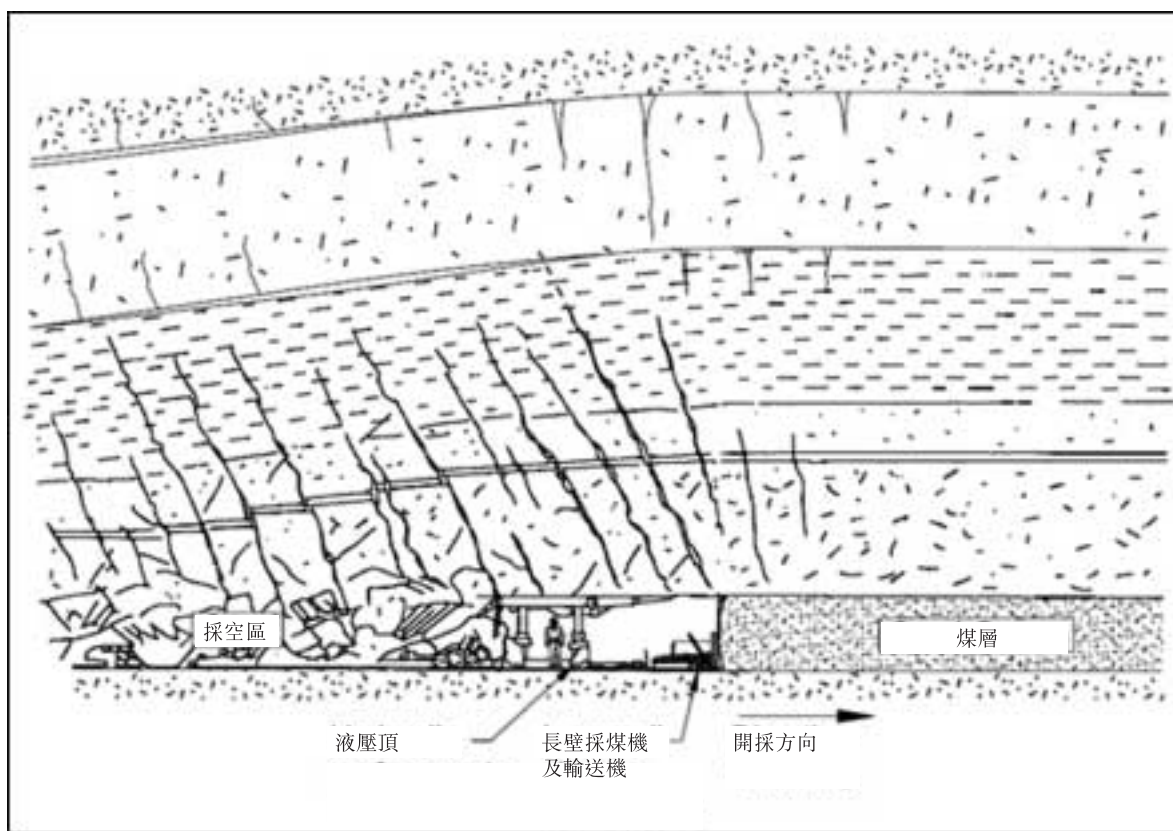 採空區
煤層
液壓頂
長壁採煤機
及輸送機
開採方向